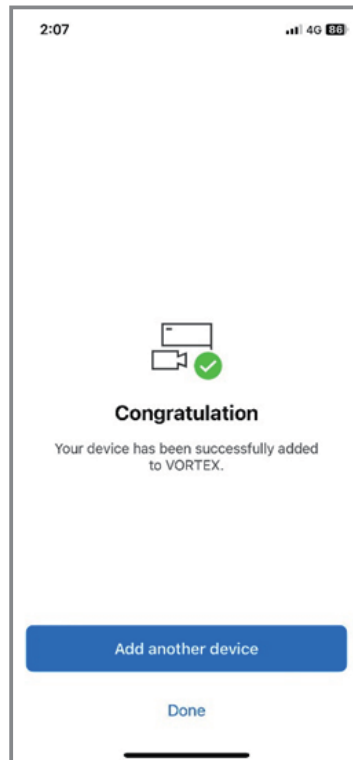 2:07 4G 86
Congratulation
Your device has been successfully added
to VORTEX.
Add another device
Done